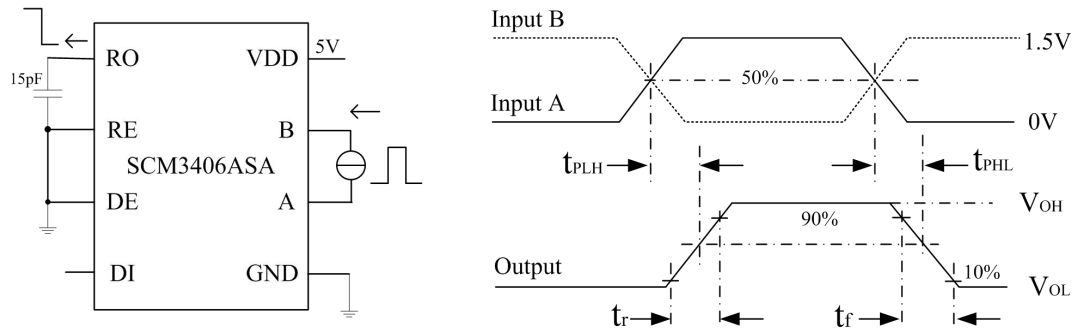 RO
VDD
5V
15pF
RE
B
SCM3406ASA
DE
A
DI
GND
Input B
1.5V
50%
Input A
0V
tPLH
tPHL
VOH
90%
Output
10%
VOL
tr
tf